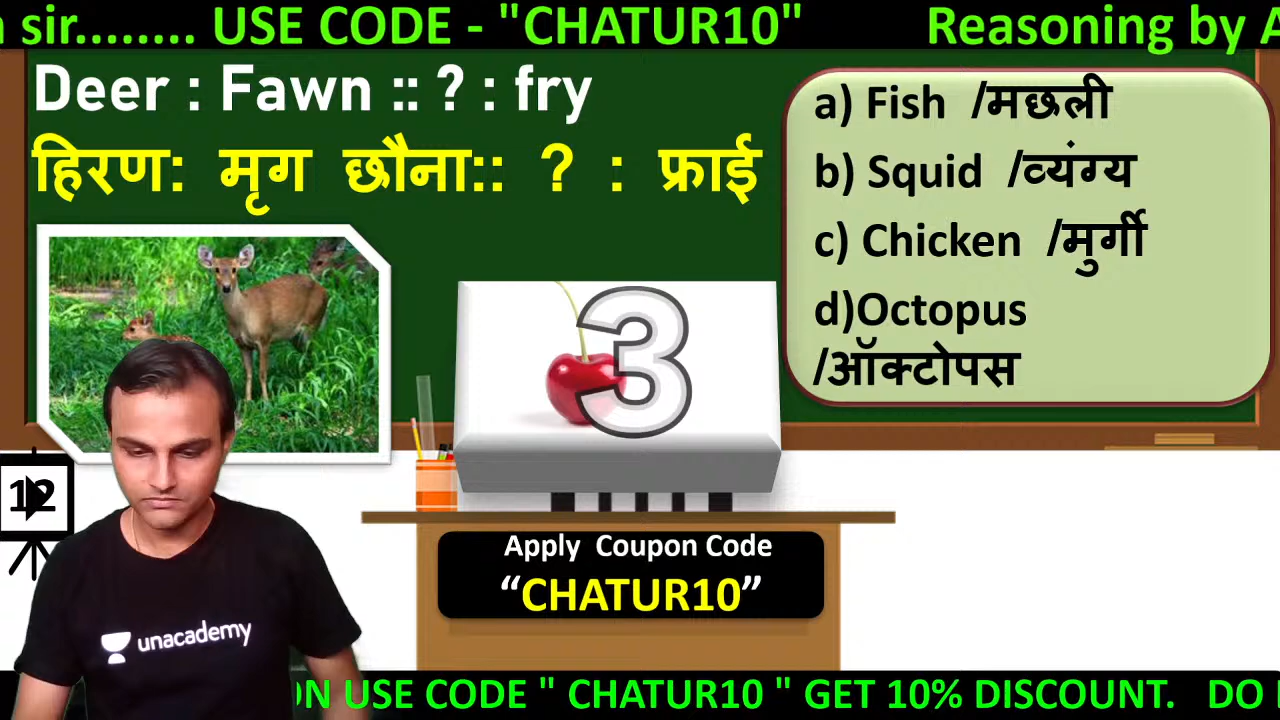 sir........ USE CODE - "CHATUR10" Reasoning by
Deer : Fawn :: ? : fry
हिरण: मृग छौना:: ? : फ्राई
a) Fish /मछली
b) Squid /व्यंग्य
c) Chicken /मुर्गी
d)Octopus
/ऑक्टोपस
3
12
Apply Coupon Code
“CHATUR10”
unacademy
USE CODE " CHATUR10 " GET 10% DISCOUNT. DO